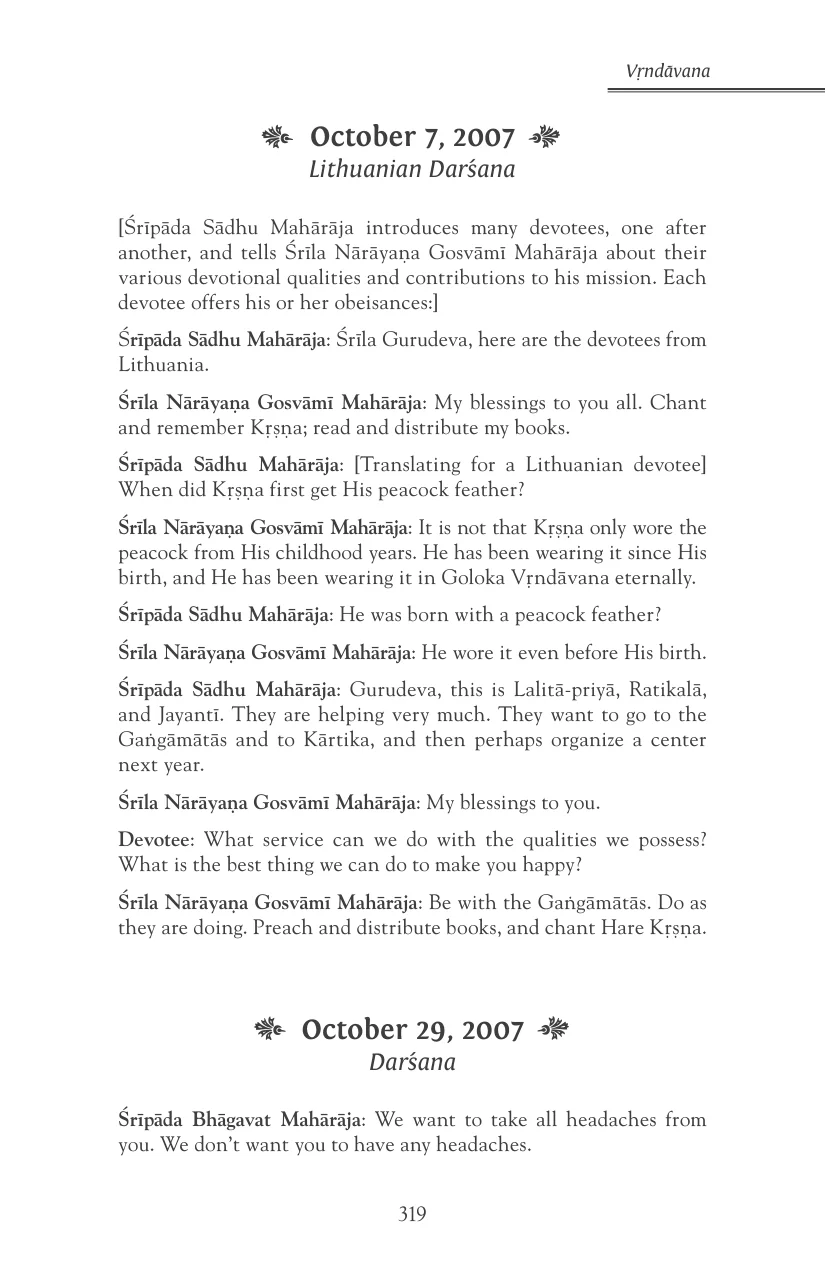 Vṛndāvana
October 7, 2007
Lithuanian Darśana
[Śrīpāda Sādhu Mahārāja introduces many devotees, one after
another, and tells Śrīla Nārāyaṇa Gosvāmī Mahārāja about their
various devotional qualities and contributions to his mission. Each
devotee offers his or her obeisances:]
Śrīpāda Sādhu Mahārāja: Śrīla Gurudeva, here are the devotees from
Lithuania.
Śrīla Nārāyaṇa Gosvāmī Mahārāja: My blessings to you all. Chant
and remember Kṛṣṇa; read and distribute my books.
Śrīpāda Sādhu Mahārāja: [Translating for a Lithuanian devotee]
When did Kṛṣṇa first get His peacock feather?
Śrīla Nārāyaṇa Gosvāmī Mahārāja: It is not that Kṛṣṇa only wore the
peacock from His childhood years. He has been wearing it since His
birth, and He has been wearing it in Goloka Vṛndāvana eternally.
Śrīpāda Sādhu Mahārāja: He was born with a peacock feather?
Śrīla Nārāyaṇa Gosvāmī Mahārāja: He wore it even before His birth.
Śrīpāda Sādhu Mahārāja: Gurudeva, this is Lalitā-priyā, Ratikalā,
and Jayantī. They are helping very much. They want to go to the
Gaṅgāmātās and to Kārtika, and then perhaps organize a center
next year.
Śrīla Nārāyaṇa Gosvāmī Mahārāja: My blessings to you.
Devotee: What service can we do with the qualities we possess?
What is the best thing we can do to make you happy?
Śrīla Nārāyaṇa Gosvāmī Mahārāja: Be with the Gaṅgāmātās. Do as
they are doing. Preach and distribute books, and chant Hare Kṛṣṇa.
October 29, 2007
Darśana
Śrīpāda Bhāgavat Mahārāja: We want to take all headaches from
you. We don't want you to have any headaches.
319